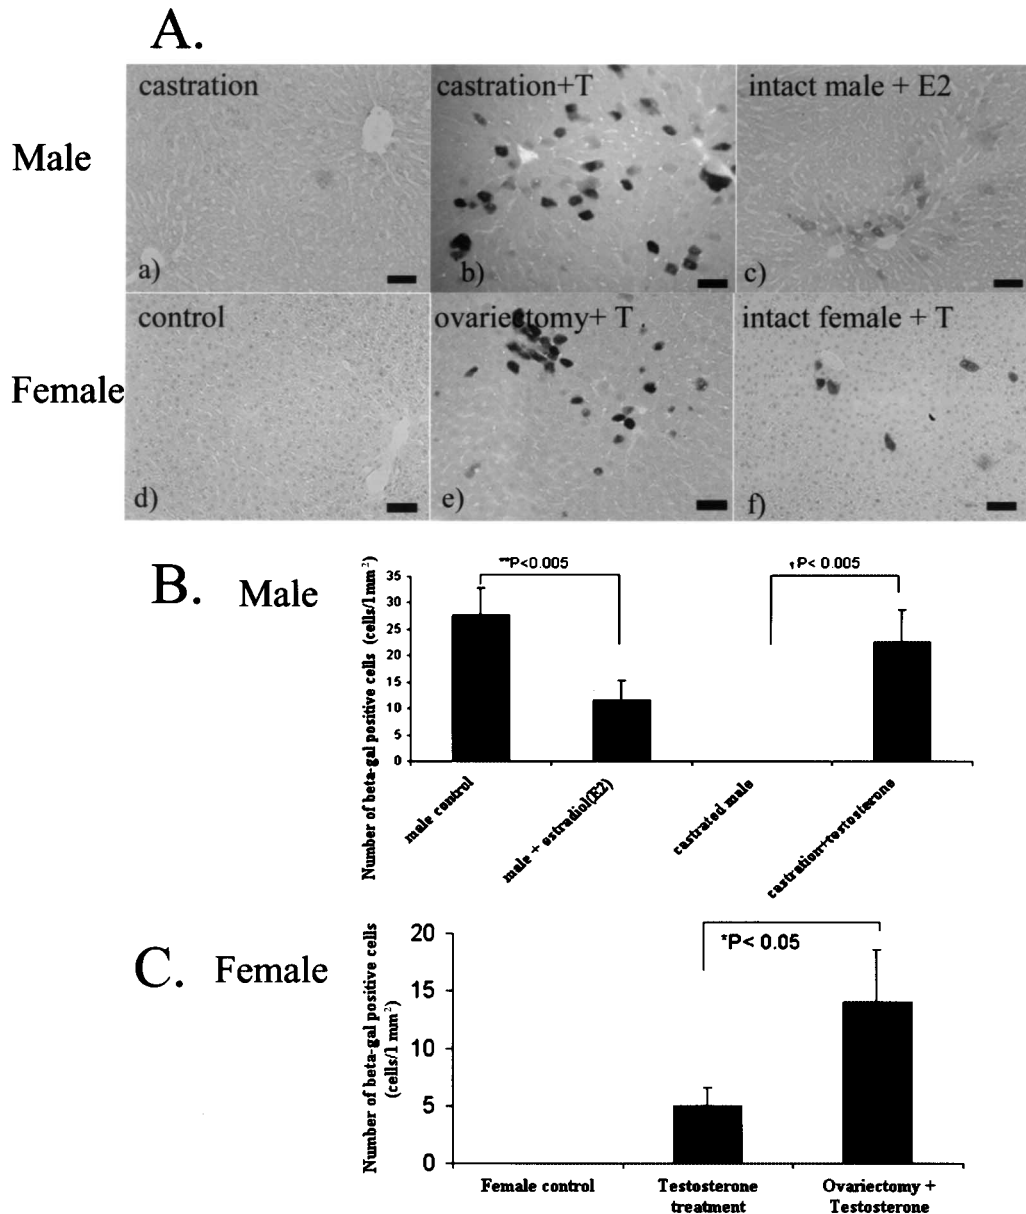 A.
Male
castration
castration+T
intact male + E2
a)
b)
c)
Female
control
ovariectomy+ T
intact female + T
d)
e)
f)
B. Male
Number of beta-gal positive cells (cells/1mm²)
35
30
25
20
15
10
5
0
**P<0.005
†P< 0.005
male control
male + estradiol(E2)
castrated male
castration+testosterone
C. Female
Number of beta-gal positive cells
(cells/1 mm²)
20
15
10
5
0
*P< 0.05
Female control
Testosterone
treatment
Ovariectomy +
Testosterone